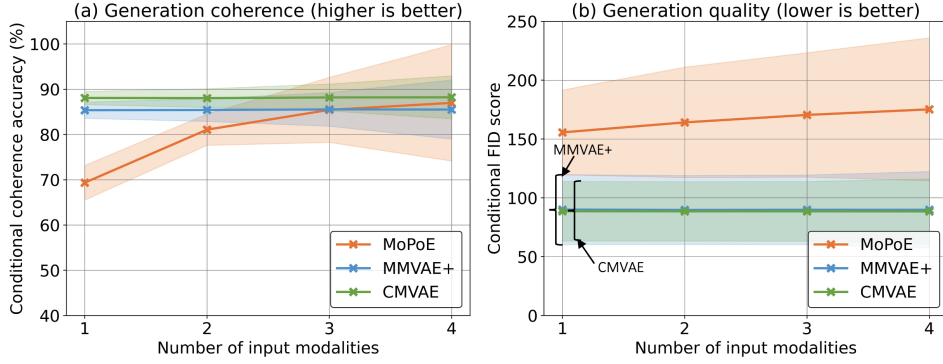 (a) Generation coherence (higher is better)
Conditional coherence accuracy (%)
100
90
80
70
60
50
40
MoPoE
MMVAE+
CMVAE
1 2 3 4
Number of input modalities
(b) Generation quality (lower is better)
Conditional FID score
250
200
150
100
50
0
MMVAE+
CMVAE
MoPoE
MMVAE+
CMVAE
1 2 3 4
Number of input modalities